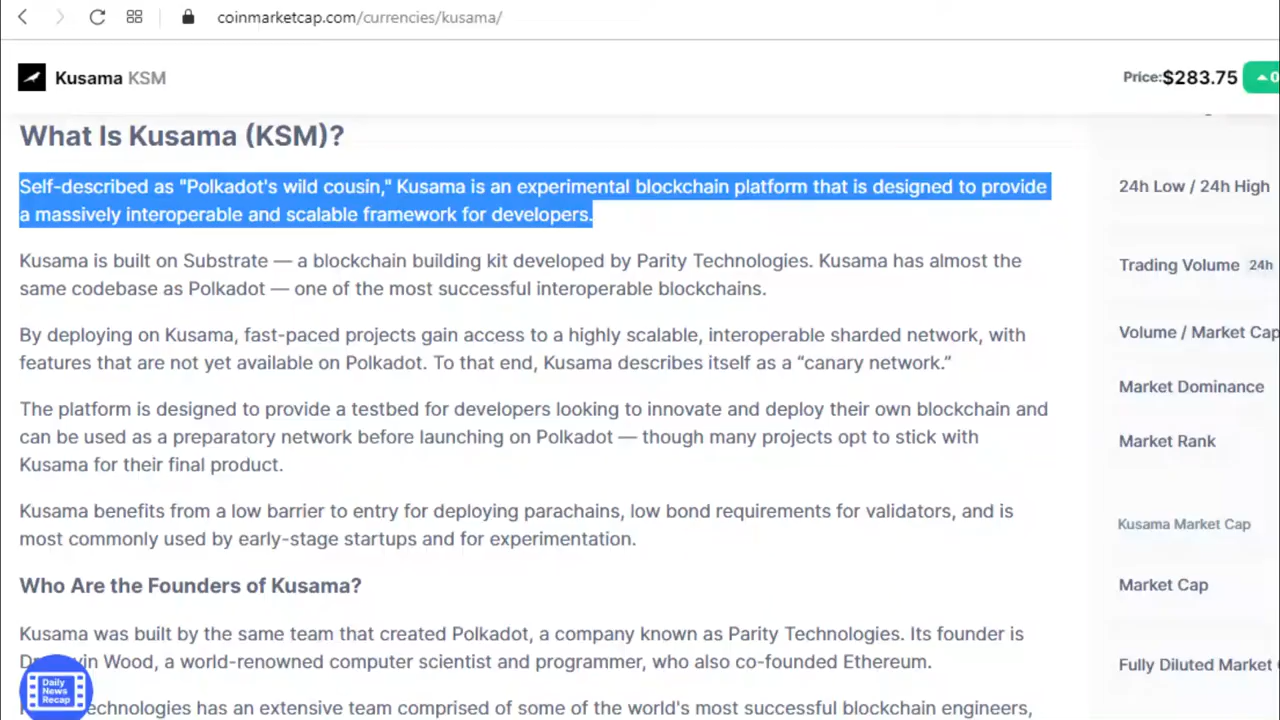 coinmarketcap.com/currencies/kusama/
Kusama KSM
Price:$283.75
What Is Kusama (KSM)?
Self-described as "Polkadot's wild cousin," Kusama is an experimental blockchain platform that is designed to provide
a massively interoperable and scalable framework for developers.
Kusama is built on Substrate — a blockchain building kit developed by Parity Technologies. Kusama has almost the
same codebase as Polkadot — one of the most successful interoperable blockchains.
By deploying on Kusama, fast-paced projects gain access to a highly scalable, interoperable sharded network, with
features that are not yet available on Polkadot. To that end, Kusama describes itself as a “canary network.”
The platform is designed to provide a testbed for developers looking to innovate and deploy their own blockchain and
can be used as a preparatory network before launching on Polkadot — though many projects opt to stick with
Kusama for their final product.
Kusama benefits from a low barrier to entry for deploying parachains, low bond requirements for validators, and is
most commonly used by early-stage startups and for experimentation.
Who Are the Founders of Kusama?
Kusama was built by the same team that created Polkadot, a company known as Parity Technologies. Its founder is
Wood, a world-renowned computer scientist and programmer, who also co-founded Ethereum.
has an extensive team comprised of some of the world's most successful blockchain engineers,
24h Low / 24h High
Trading Volume 24h
Volume / Market Cap
Market Dominance
Market Rank
Kusama Market Cap
Market Cap
Fully Diluted Market
Daily
News
Recap